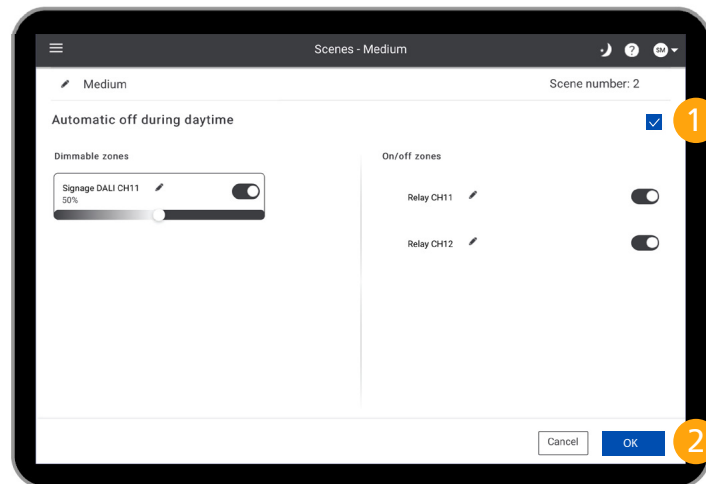 Scenes - Medium
?
SM
Medium
Scene number: 2
Automatic off during daytime
1
Dimmable zones
On/off zones
Signage DALI CH11
50%
Relay CH11
Relay CH12
Cancel
OK
2